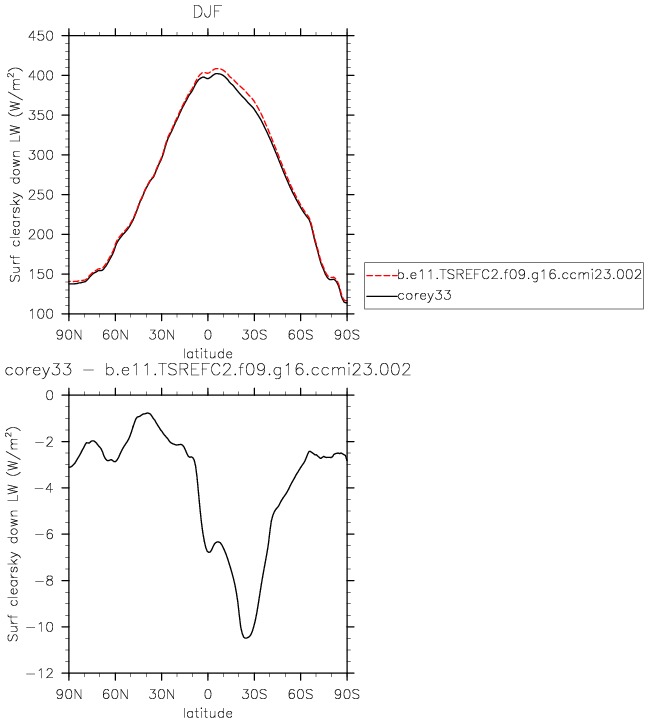 DJF
Surf clearsky down LW (W/m²)
450
400
350
300
250
200
150
100
90N 60N 30N 0 30S 60S 90S
latitude
b.e11.TSREFC2.f09.g16.ccmi23.002
corey33
corey33 − b.e11.TSREFC2.f09.g16.ccmi23.002
Surf clearsky down LW (W/m²)
0
−2
−4
−6
−8
−10
−12
90N 60N 30N 0 30S 60S 90S
latitude